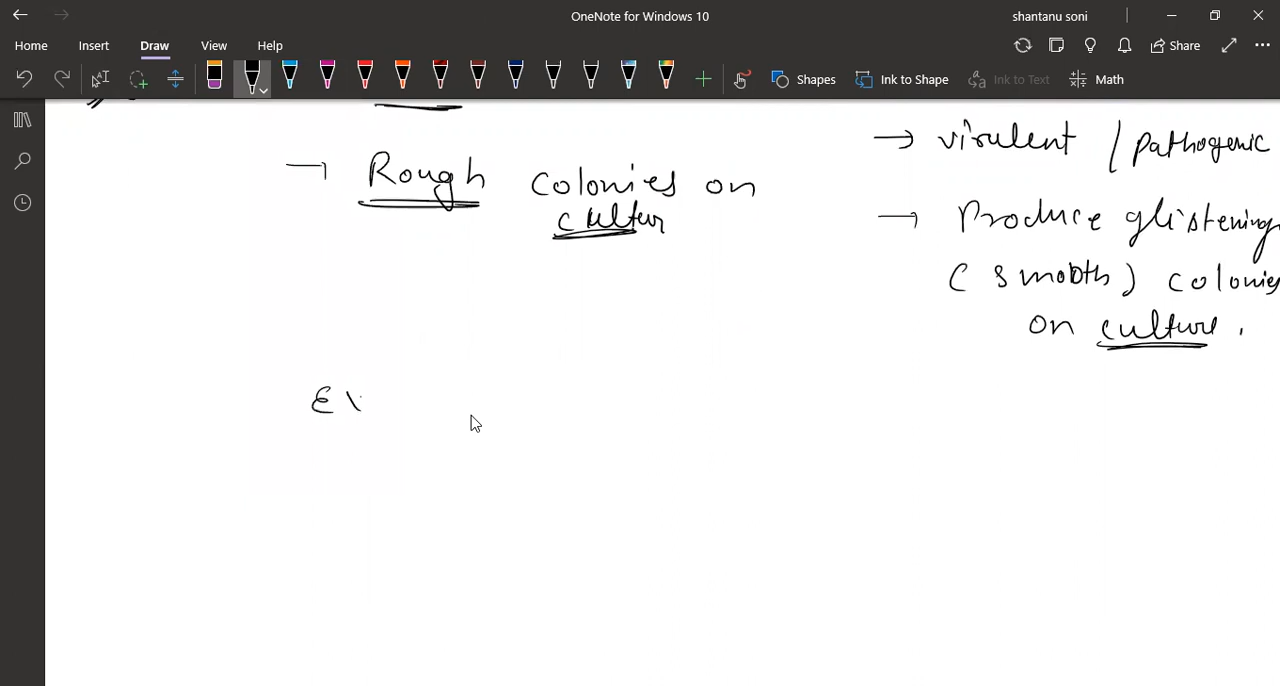 OneNote for Windows 10
shantanu soni
Home Insert Draw View Help
Share
Shapes Ink to Shape Ink to Text Math
→ virulent / pathogenic
→ Rough colonies on
cultur
→ Produce glistening
(smooth) colonies
on culture.